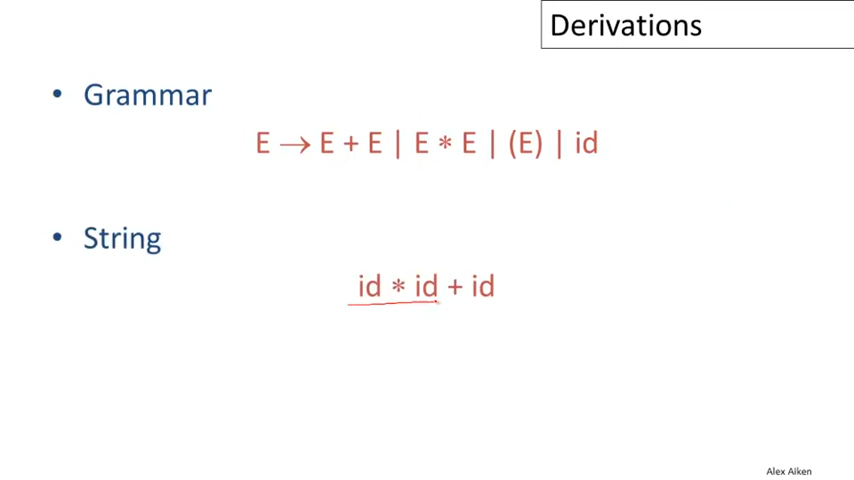 Derivations
• Grammar
E → E + E | E * E | (E) | id
• String
id * id + id
Alex Aiken